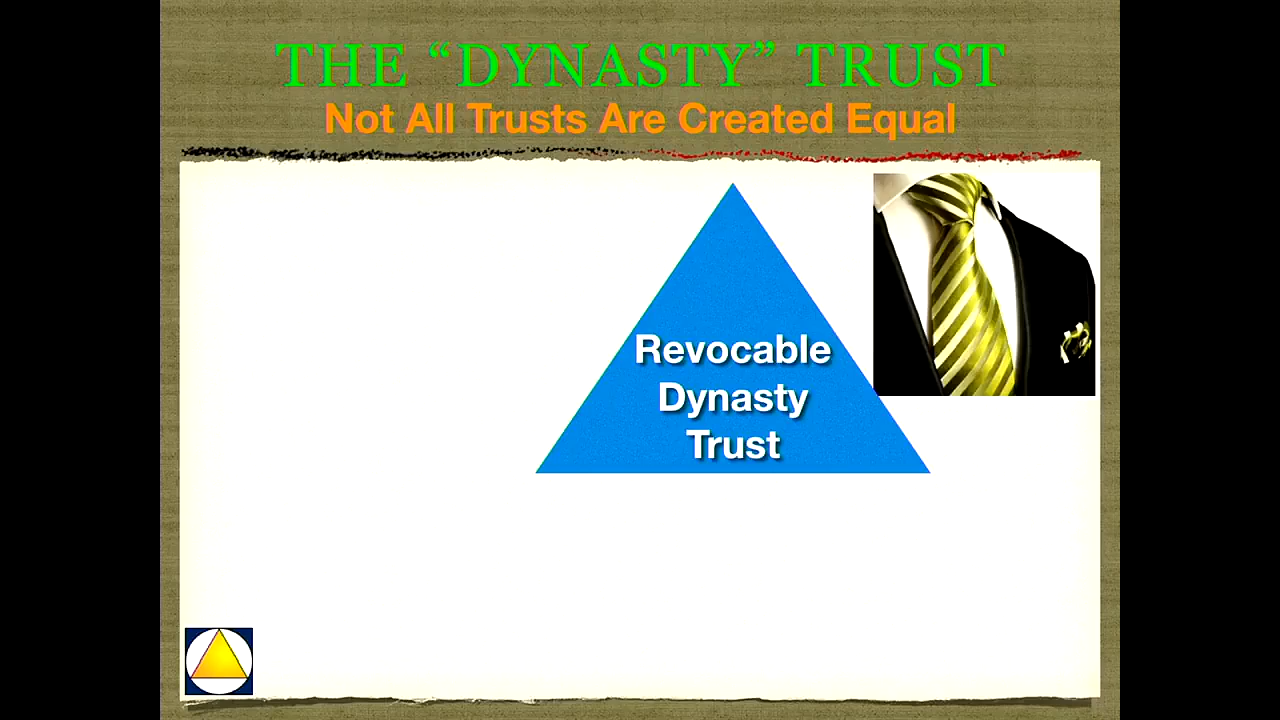 THE “DYNASTY” TRUST
Not All Trusts Are Created Equal
Revocable
Dynasty
Trust